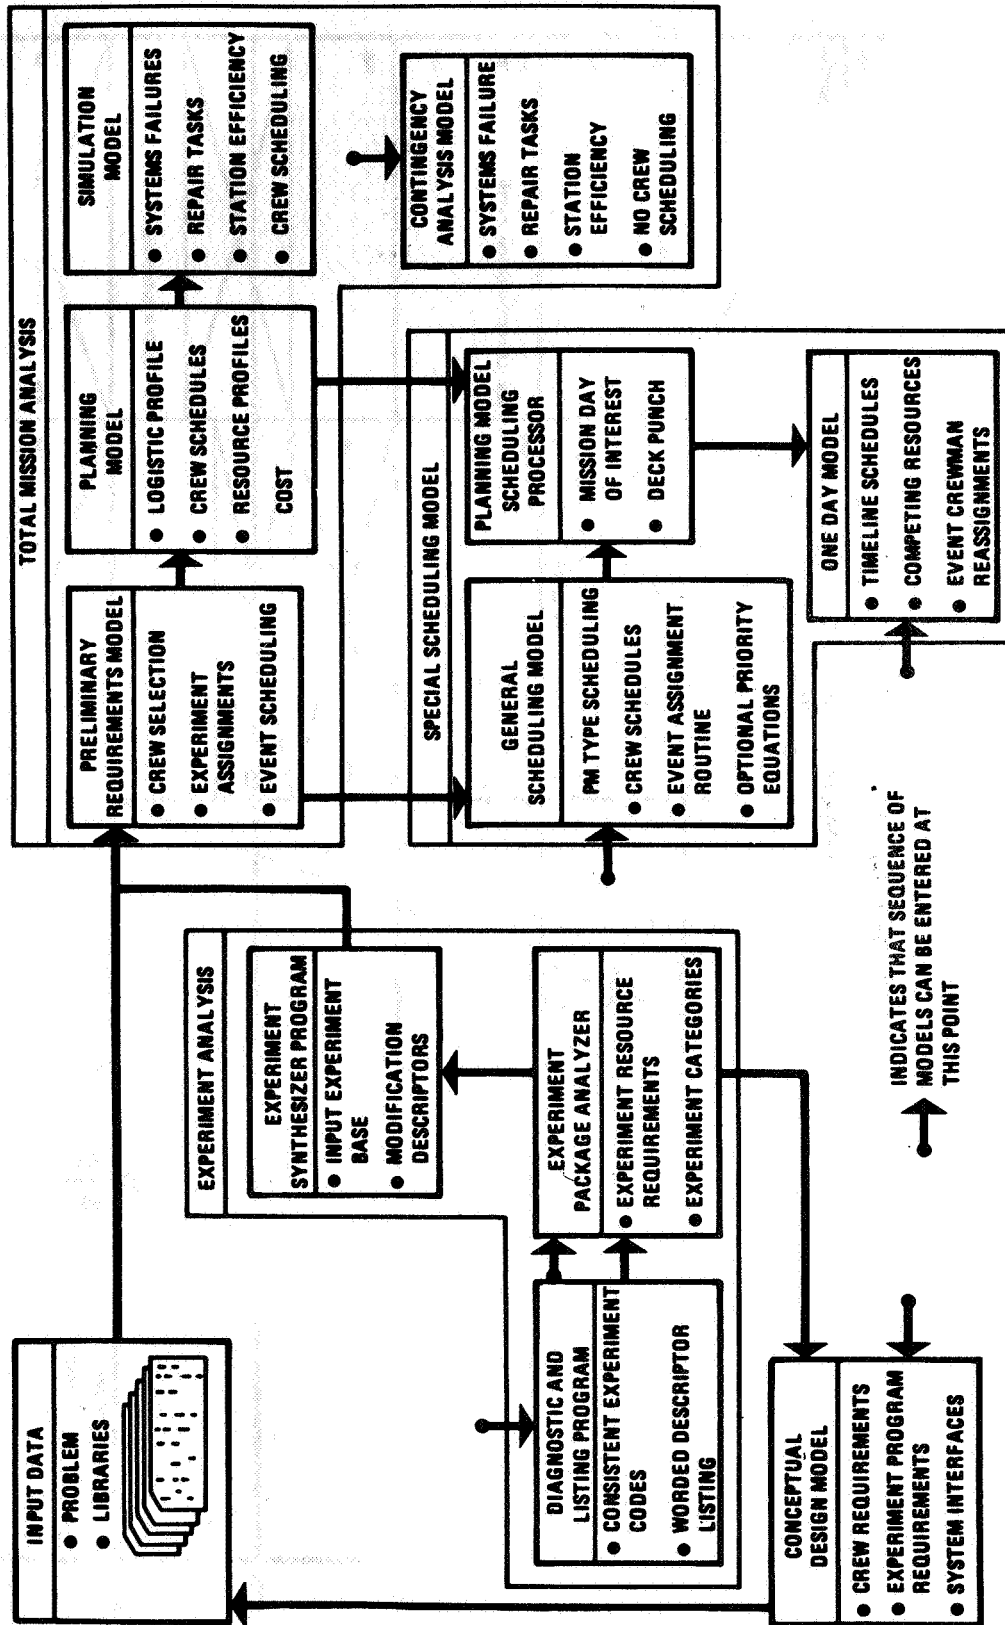 INPUT DATA
● PROBLEM
● LIBRARIES
TOTAL MISSION ANALYSIS
PRELIMINARY
REQUIREMENTS MODEL
● CREW SELECTION
● EXPERIMENT
ASSIGNMENTS
● EVENT SCHEDULING
PLANNING
MODEL
● LOGISTIC PROFILE
● CREW SCHEDULES
● RESOURCE PROFILES
COST
SIMULATION
MODEL
● SYSTEMS FAILURES
● REPAIR TASKS
● STATION EFFICIENCY
● CREW SCHEDULING
CONTINGENCY
ANALYSIS MODEL
● SYSTEMS FAILURE
● REPAIR TASKS
● STATION
EFFICIENCY
● NO CREW
SCHEDULING
EXPERIMENT ANALYSIS
EXPERIMENT
SYNTHESIZER PROGRAM
● INPUT EXPERIMENT
BASE
● MODIFICATION
DESCRIPTORS
DIAGNOSTIC AND
LISTING PROGRAM
● CONSISTENT EXPERIMENT
CODES
● WORDED DESCRIPTOR
LISTING
EXPERIMENT
PACKAGE ANALYZER
● EXPERIMENT RESOURCE
REQUIREMENTS
● EXPERIMENT CATEGORIES
SPECIAL SCHEDULING MODEL
GENERAL
SCHEDULING MODEL
PM TYPE SCHEDULING
● CREW SCHEDULES
● EVENT ASSIGNMENT
ROUTINE
● OPTIONAL PRIORITY
EQUATIONS
PLANNING MODEL
SCHEDULING
PROCESSOR
● MISSION DAY
OF INTEREST
● DECK PUNCH
ONE DAY MODEL
● TIMELINE SCHEDULES
● COMPETING RESOURCES
● EVENT CREWMAN
REASSIGNMENTS
CONCEPTUAL
DESIGN MODEL
● CREW REQUIREMENTS
● EXPERIMENT PROGRAM
REQUIREMENTS
● SYSTEM INTERFACES
INDICATES THAT SEQUENCE OF
MODELS CAN BE ENTERED AT
THIS POINT